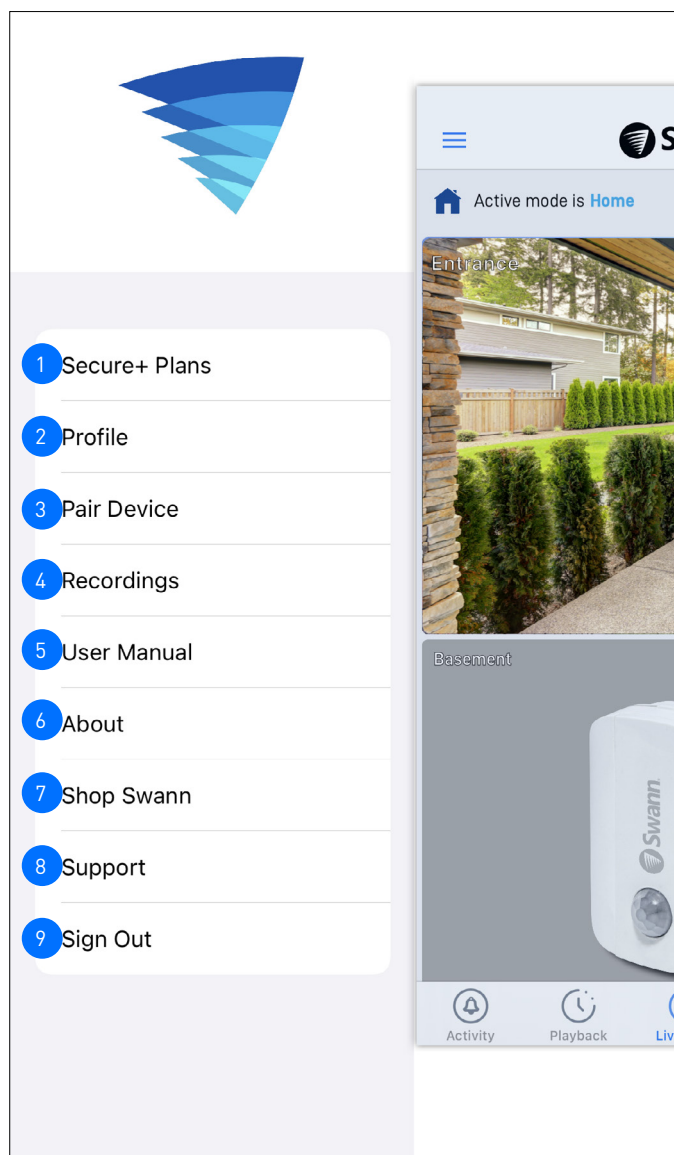 1 Secure+ Plans
2 Profile
3 Pair Device
4 Recordings
5 User Manual
6 About
7 Shop Swann
8 Support
9 Sign Out
S
Active mode is Home
Entrance
Basement
Swann
Activity
Playback
Liv